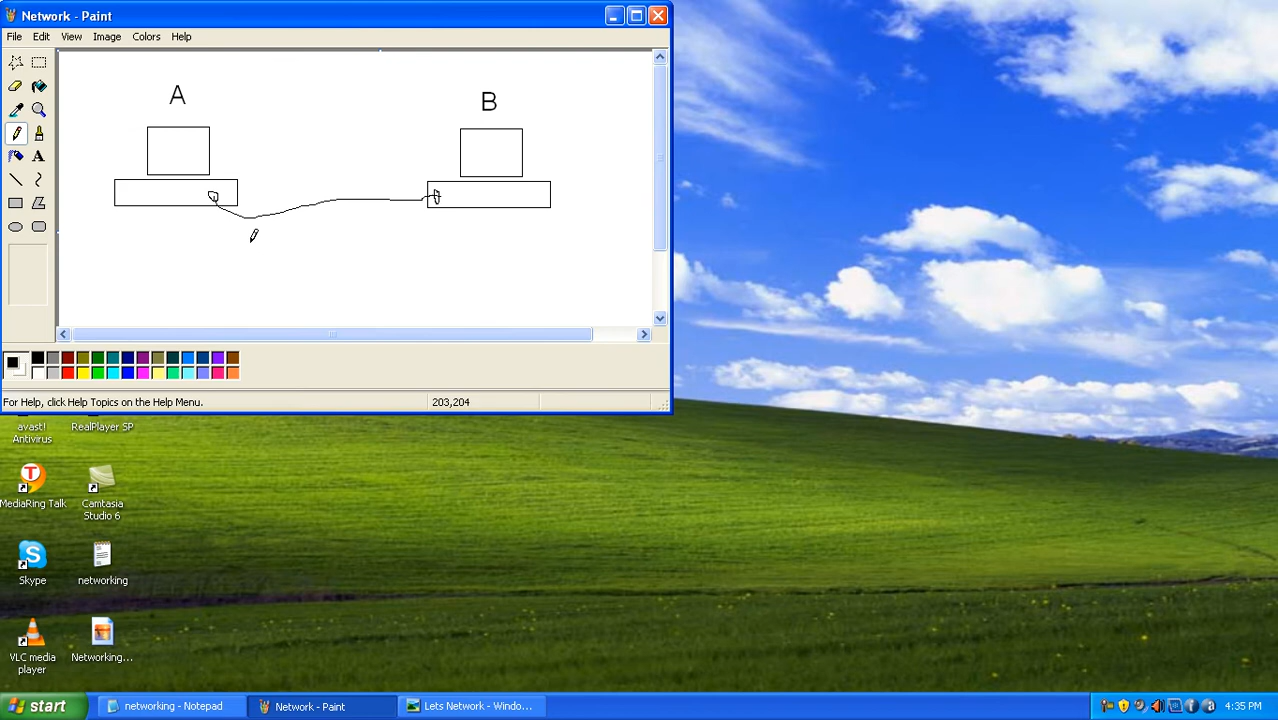 Network - Paint
File Edit View Image Colors Help
A
B
For Help, click Help Topics on the Help Menu.
203,204
avast!
Antivirus
RealPlayer SP
MediaRing Talk
Camtasia
Studio 6
Skype
networking
VLC media
player
Networking...
start
networking - Notepad
Network - Paint
Lets Network - Windo...
4:35 PM